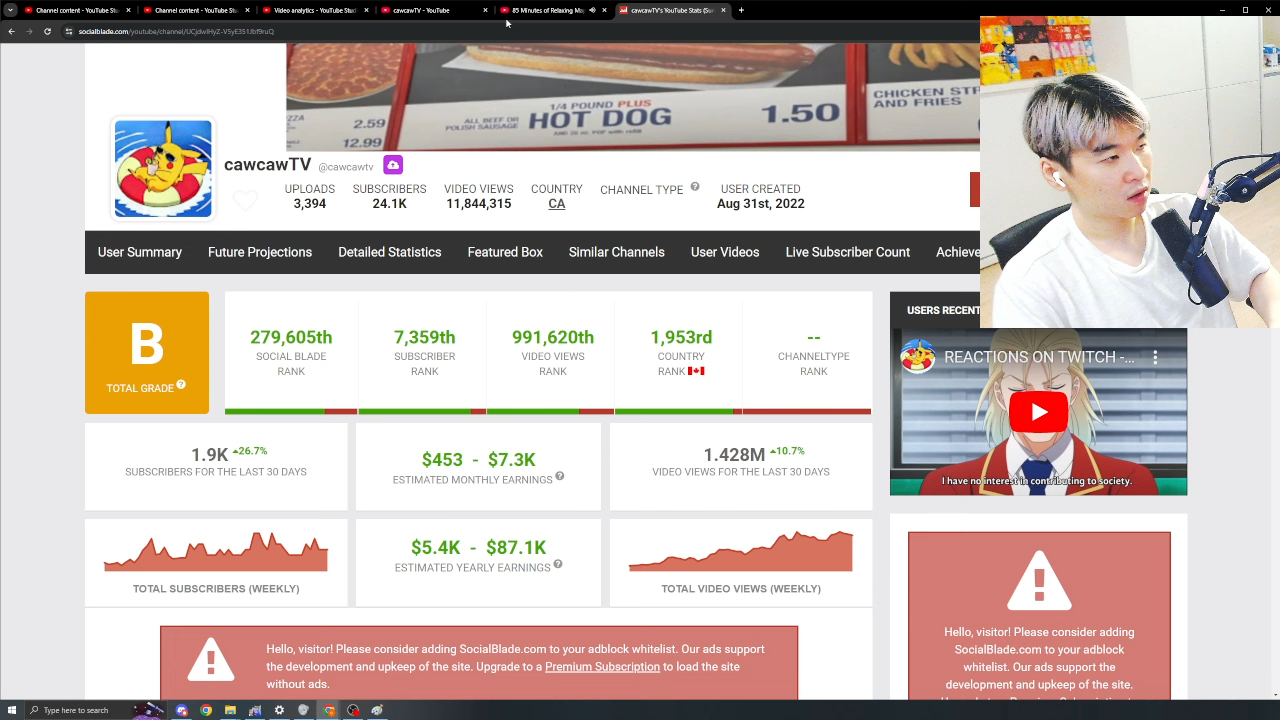 Channel content - YouTube Stu
Channel content - YouTube Stu
Video analytics - YouTube Stud
cawcawTV - YouTube
85 Minutes of Relaxing Ma
cawcawTV's YouTube Stats (Su
socialblade.com/youtube/channel/UCjdwlHyZ-V5yE351Jbf9ruQ
2.59
12.99
1/4 POUND PLUS
ALL BEEF OR
POLISH SAUSAGE
HOT DOG
1.50
CHICKEN STR
AND FRIES
cawcawTV @cawcawtv
UPLOADS
3,394
SUBSCRIBERS
24.1K
VIDEO VIEWS
11,844,315
COUNTRY
CA
CHANNEL TYPE
USER CREATED
Aug 31st, 2022
User Summary
Future Projections
Detailed Statistics
Featured Box
Similar Channels
User Videos
Live Subscriber Count
Achieve
B
TOTAL GRADE
279,605th
SOCIAL BLADE
RANK
7,359th
SUBSCRIBER
RANK
991,620th
VIDEO VIEWS
RANK
1,953rd
COUNTRY
RANK
--
CHANNELTYPE
RANK
USERS RECENT
REACTIONS ON TWITCH -...
I have no interest in contributing to society.
1.9K 26.7%
SUBSCRIBERS FOR THE LAST 30 DAYS
$453 - $7.3K
ESTIMATED MONTHLY EARNINGS
1.428M 10.7%
VIDEO VIEWS FOR THE LAST 30 DAYS
TOTAL SUBSCRIBERS (WEEKLY)
$5.4K - $87.1K
ESTIMATED YEARLY EARNINGS
TOTAL VIDEO VIEWS (WEEKLY)
Hello, visitor! Please consider adding SocialBlade.com to your adblock whitelist. Our ads support
the development and upkeep of the site. Upgrade to a Premium Subscription to load the site
without ads.
Hello, visitor! Please consider adding
SocialBlade.com to your adblock
whitelist. Our ads support the
development and upkeep of the site.
Type here to search